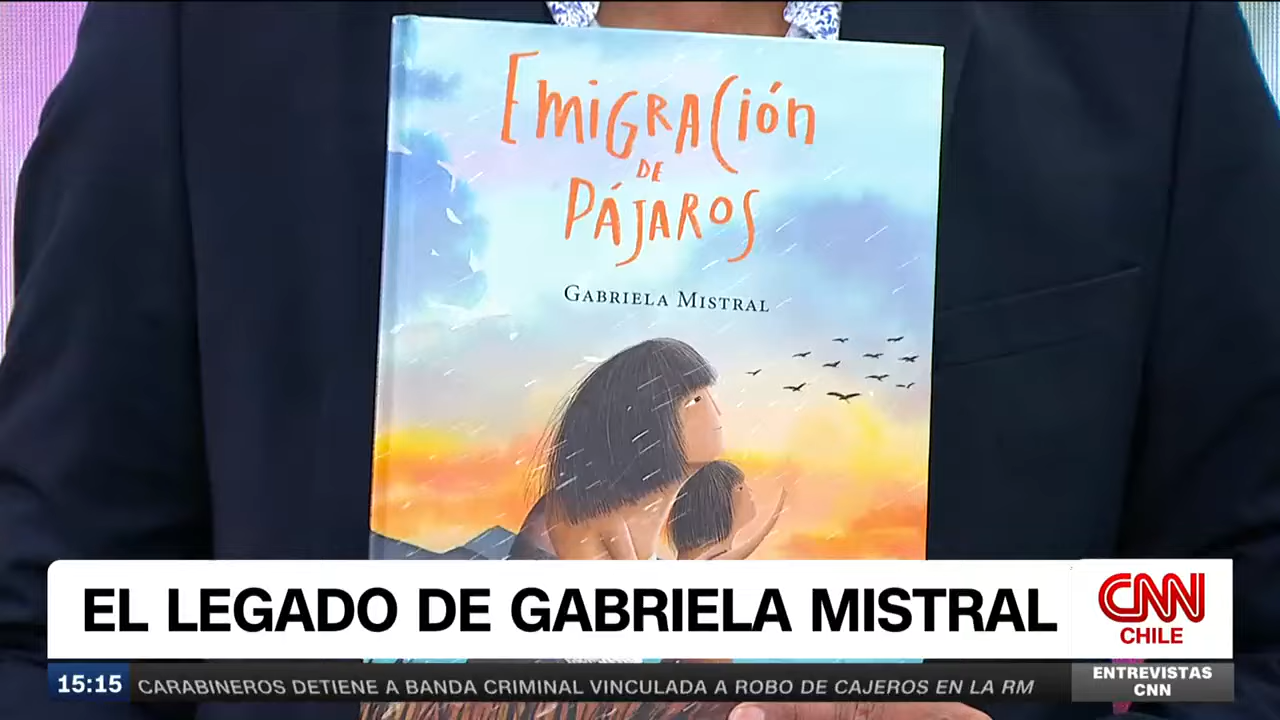 EMIGRACIÓN
DE
PÁJAROS
GABRIELA MISTRAL
EL LEGADO DE GABRIELA MISTRAL
CNN
CHILE
15:15
CARABINEROS DETIENE A BANDA CRIMINAL VINCULADA A ROBO DE CAJEROS EN LA RM
ENTREVISTAS
CNN